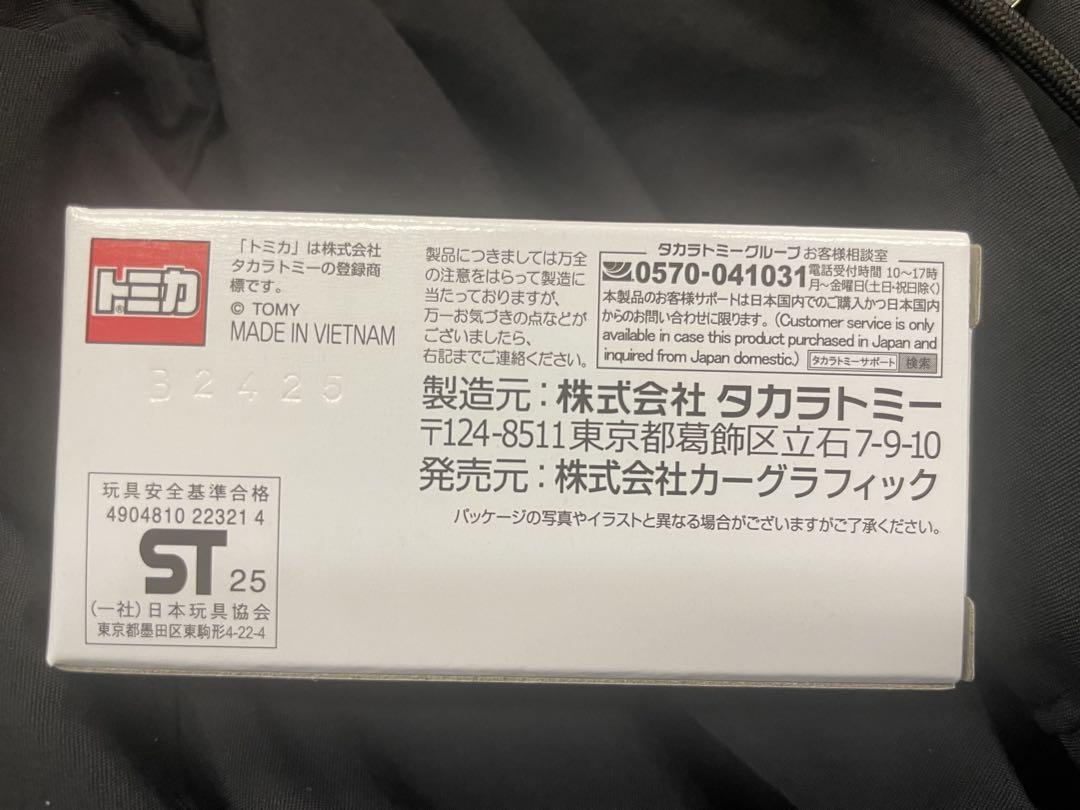 トミカ®
「トミカ」は株式会社
タカラトミーの登録商
標です。
© TOMY
MADE IN VIETNAM
B2425
玩具安全基準合格
4904810 22321 4
ST 25
(一社)日本玩具協会
東京都墨田区東駒形4-22-4
製品につきましては万全
の注意をはらって製造に
当たっておりますが、
万一お気づきの点などが
ございましたら、
右記までご連絡ください。
タカラトミーグループお客様相談室
0570-041031 電話受付時間 10〜17時
月〜金曜日(土日・祝日除く)
本製品のお客様サポートは日本国内でのご購入かつ日本国内
からのお問い合わせに限ります。(Customer service is only
available in case this product purchased in Japan and
inquired from Japan domestic.) タカラトミーサポート 検索
製造元:株式会社 タカラトミー
〒124-8511東京都葛飾区立石7-9-10
発売元:株式会社カーグラフィック
パッケージの写真やイラストと異なる場合がございますがご了承ください。